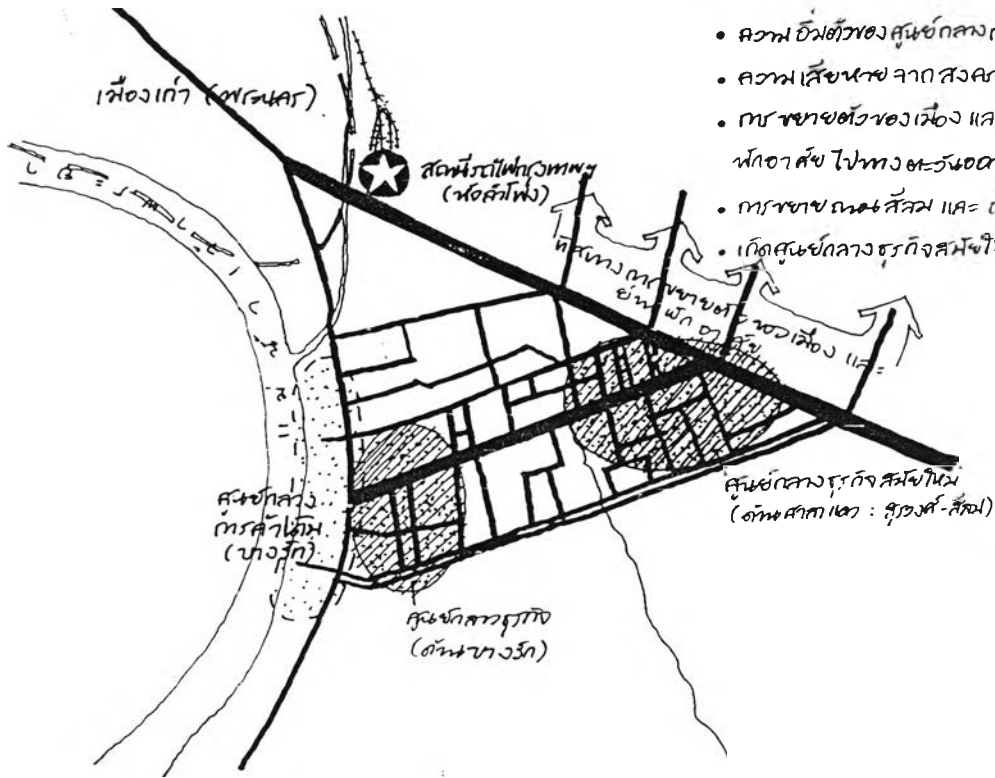 • ความอิ่มตัวของศูนย์กลาง
• ความเสียหายจากสงคร
• การขยายตัวของเมือง และ
พักอาศัย ไปทางตะวันออก
• การขยายถนนสีลม และ
• เกิดศูนย์กลางธุรกิจสมัยให
เมืองเก่า (พระนคร)
สถานีรถไฟกรุงเทพฯ
(หัวลำโพง)
ทิศทางการขยายตัวของเมือง และ
ย่านพักอาศัย
ศูนย์กลาง
การค้าเดิม
(บางรัก)
ศูนย์กลางธุรกิจสมัยใหม่
(ด้านศาลาแดง : สุรวงศ์-สีลม)
ศูนย์กลางธุรกิจ
(ด้านบางรัก)